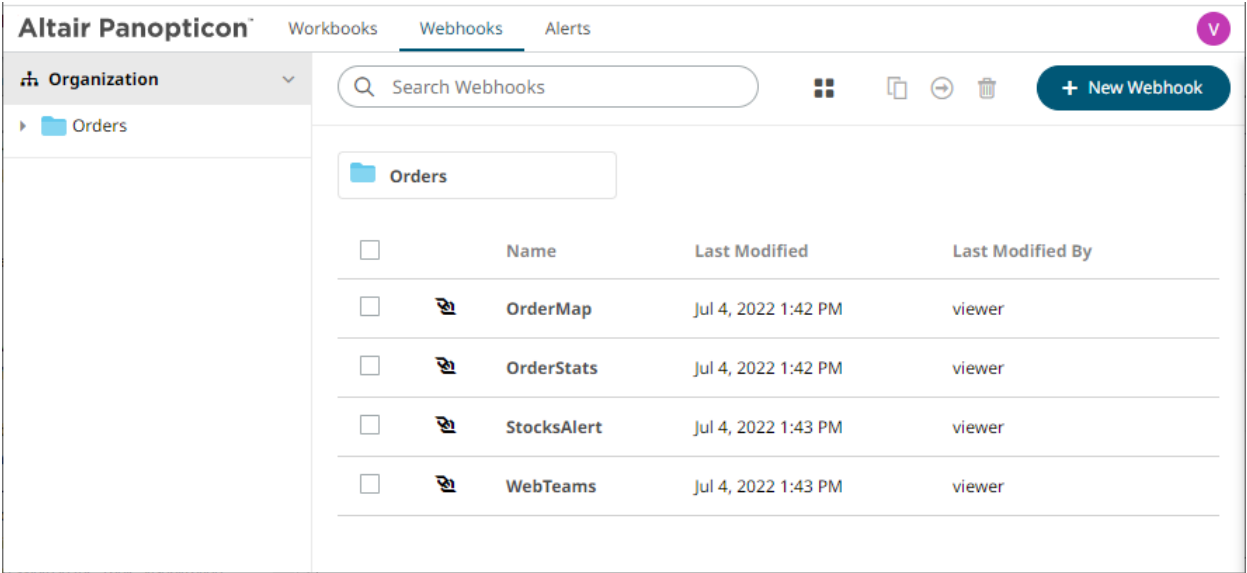 Altair Panopticon™ Workbooks Webhooks Alerts V
Organization
Orders
Search Webhooks
+ New Webhook
Orders
Name Last Modified Last Modified By
OrderMap Jul 4, 2022 1:42 PM viewer
OrderStats Jul 4, 2022 1:42 PM viewer
StocksAlert Jul 4, 2022 1:43 PM viewer
WebTeams Jul 4, 2022 1:43 PM viewer